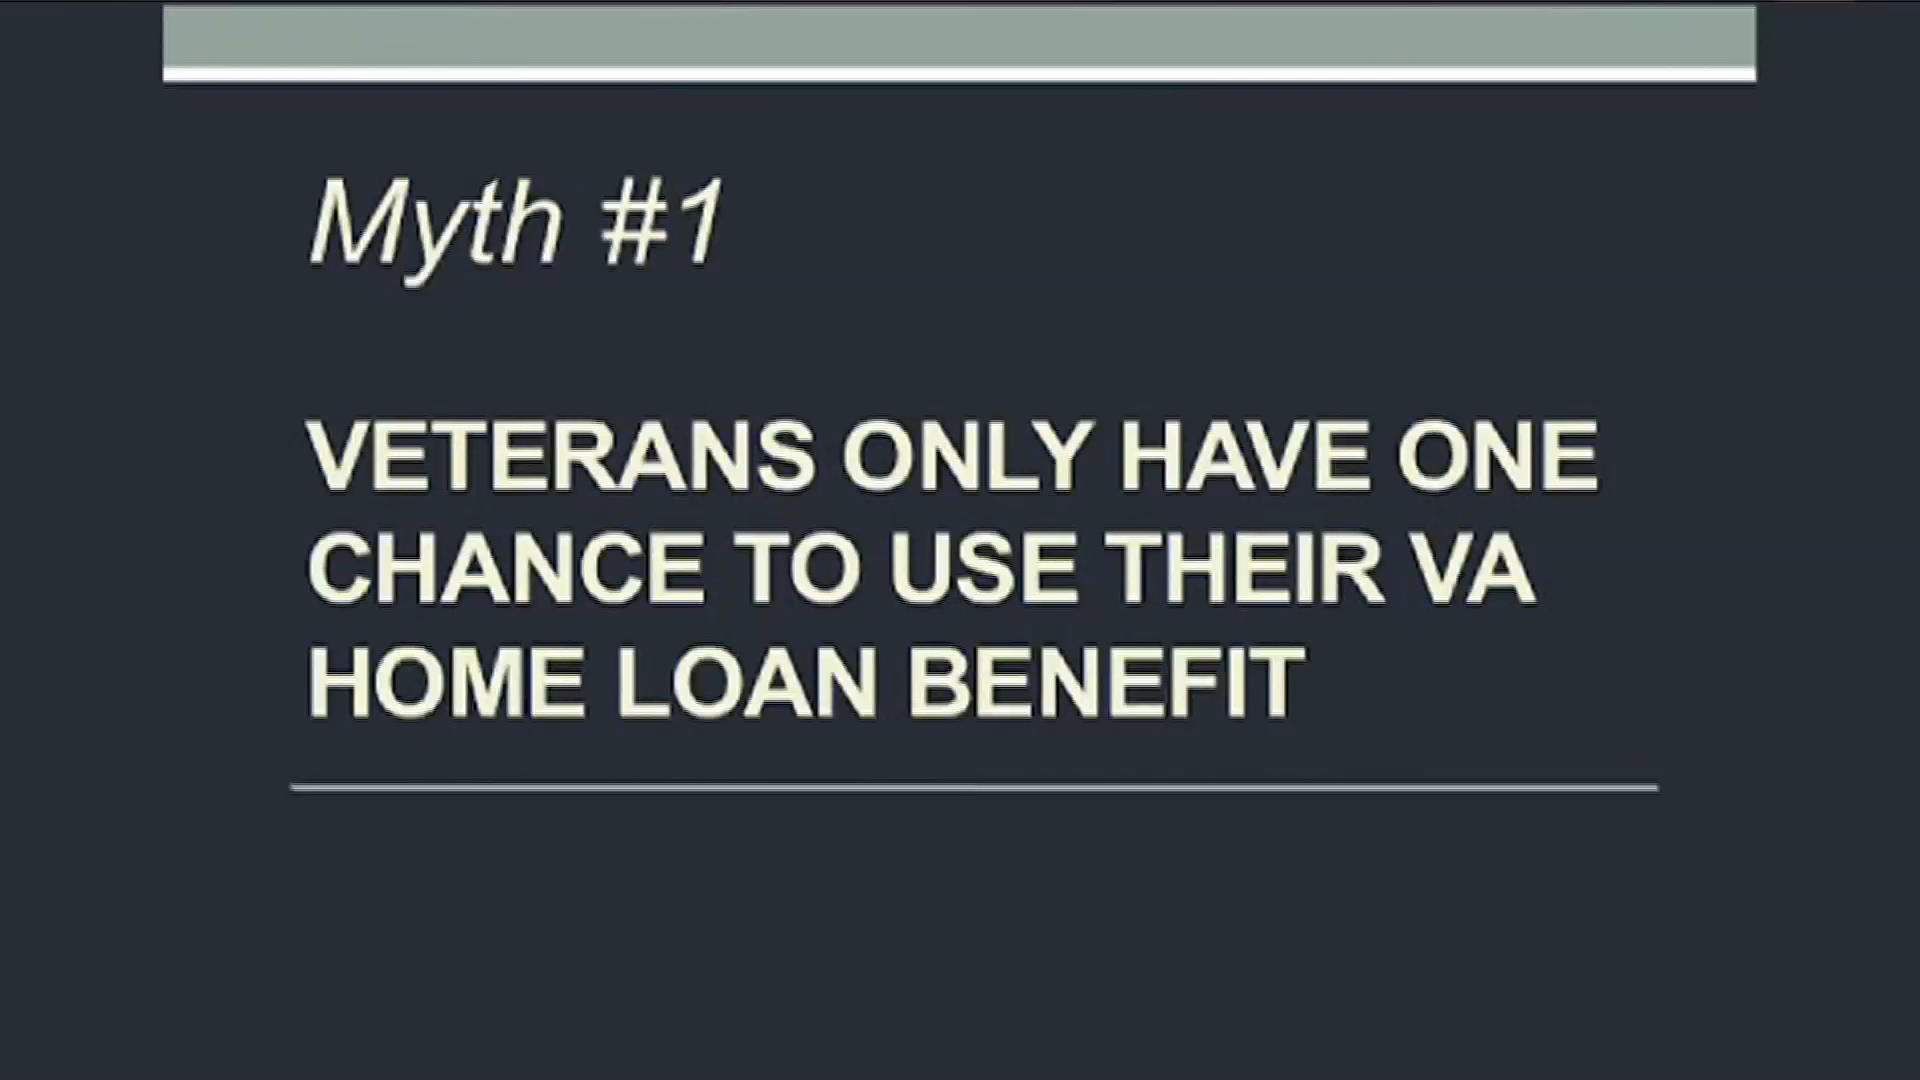 Myth #1
VETERANS ONLY HAVE ONE
CHANCE TO USE THEIR VA
HOME LOAN BENEFIT